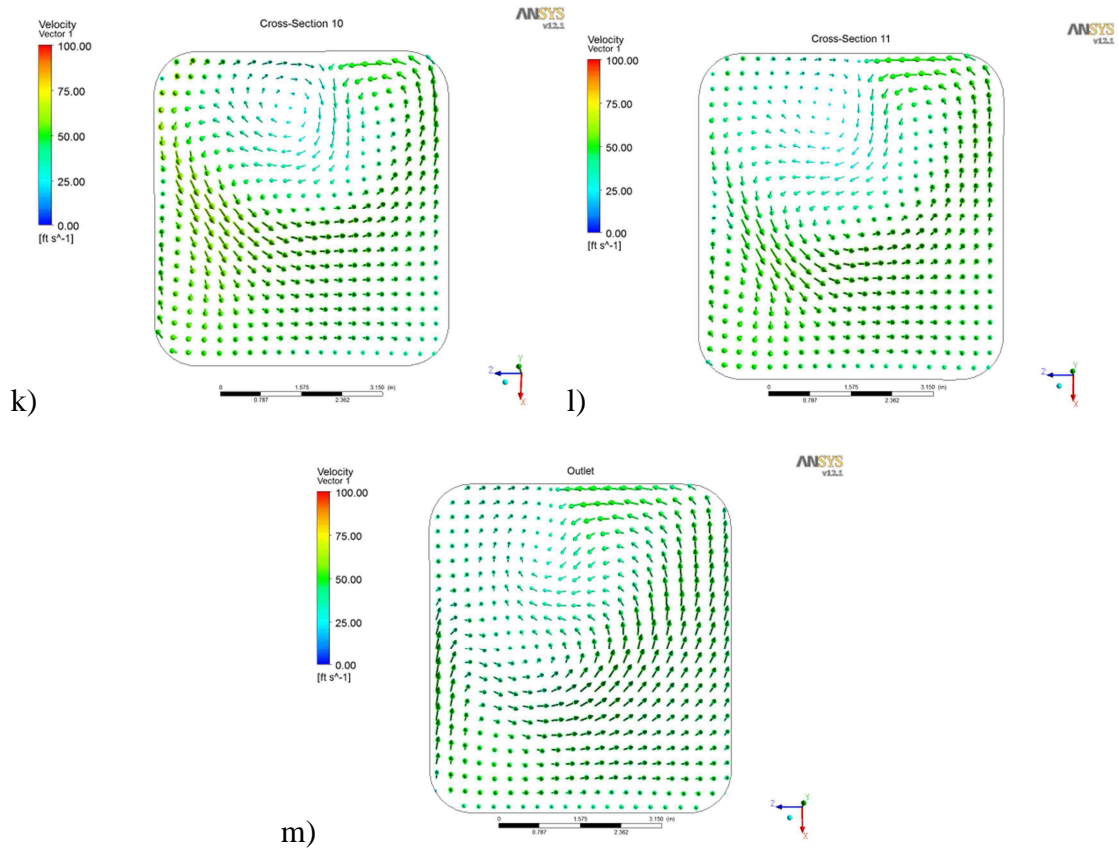 Velocity
Vector 1
100.00
75.00
50.00
25.00
0.00
[ft s^-1]
Cross-Section 10
ANSYS
v12.1
0 1.575 3.150 (in)
0.787 2.362
Z Y X
k)
Velocity
Vector 1
100.00
75.00
50.00
25.00
0.00
[ft s^-1]
Cross-Section 11
ANSYS
v12.1
0 1.575 3.150 (in)
0.787 2.362
Z Y X
l)
Velocity
Vector 1
100.00
75.00
50.00
25.00
0.00
[ft s^-1]
Outlet
ANSYS
v12.1
0 1.575 3.150 (in)
0.787 2.362
Z Y X
m)